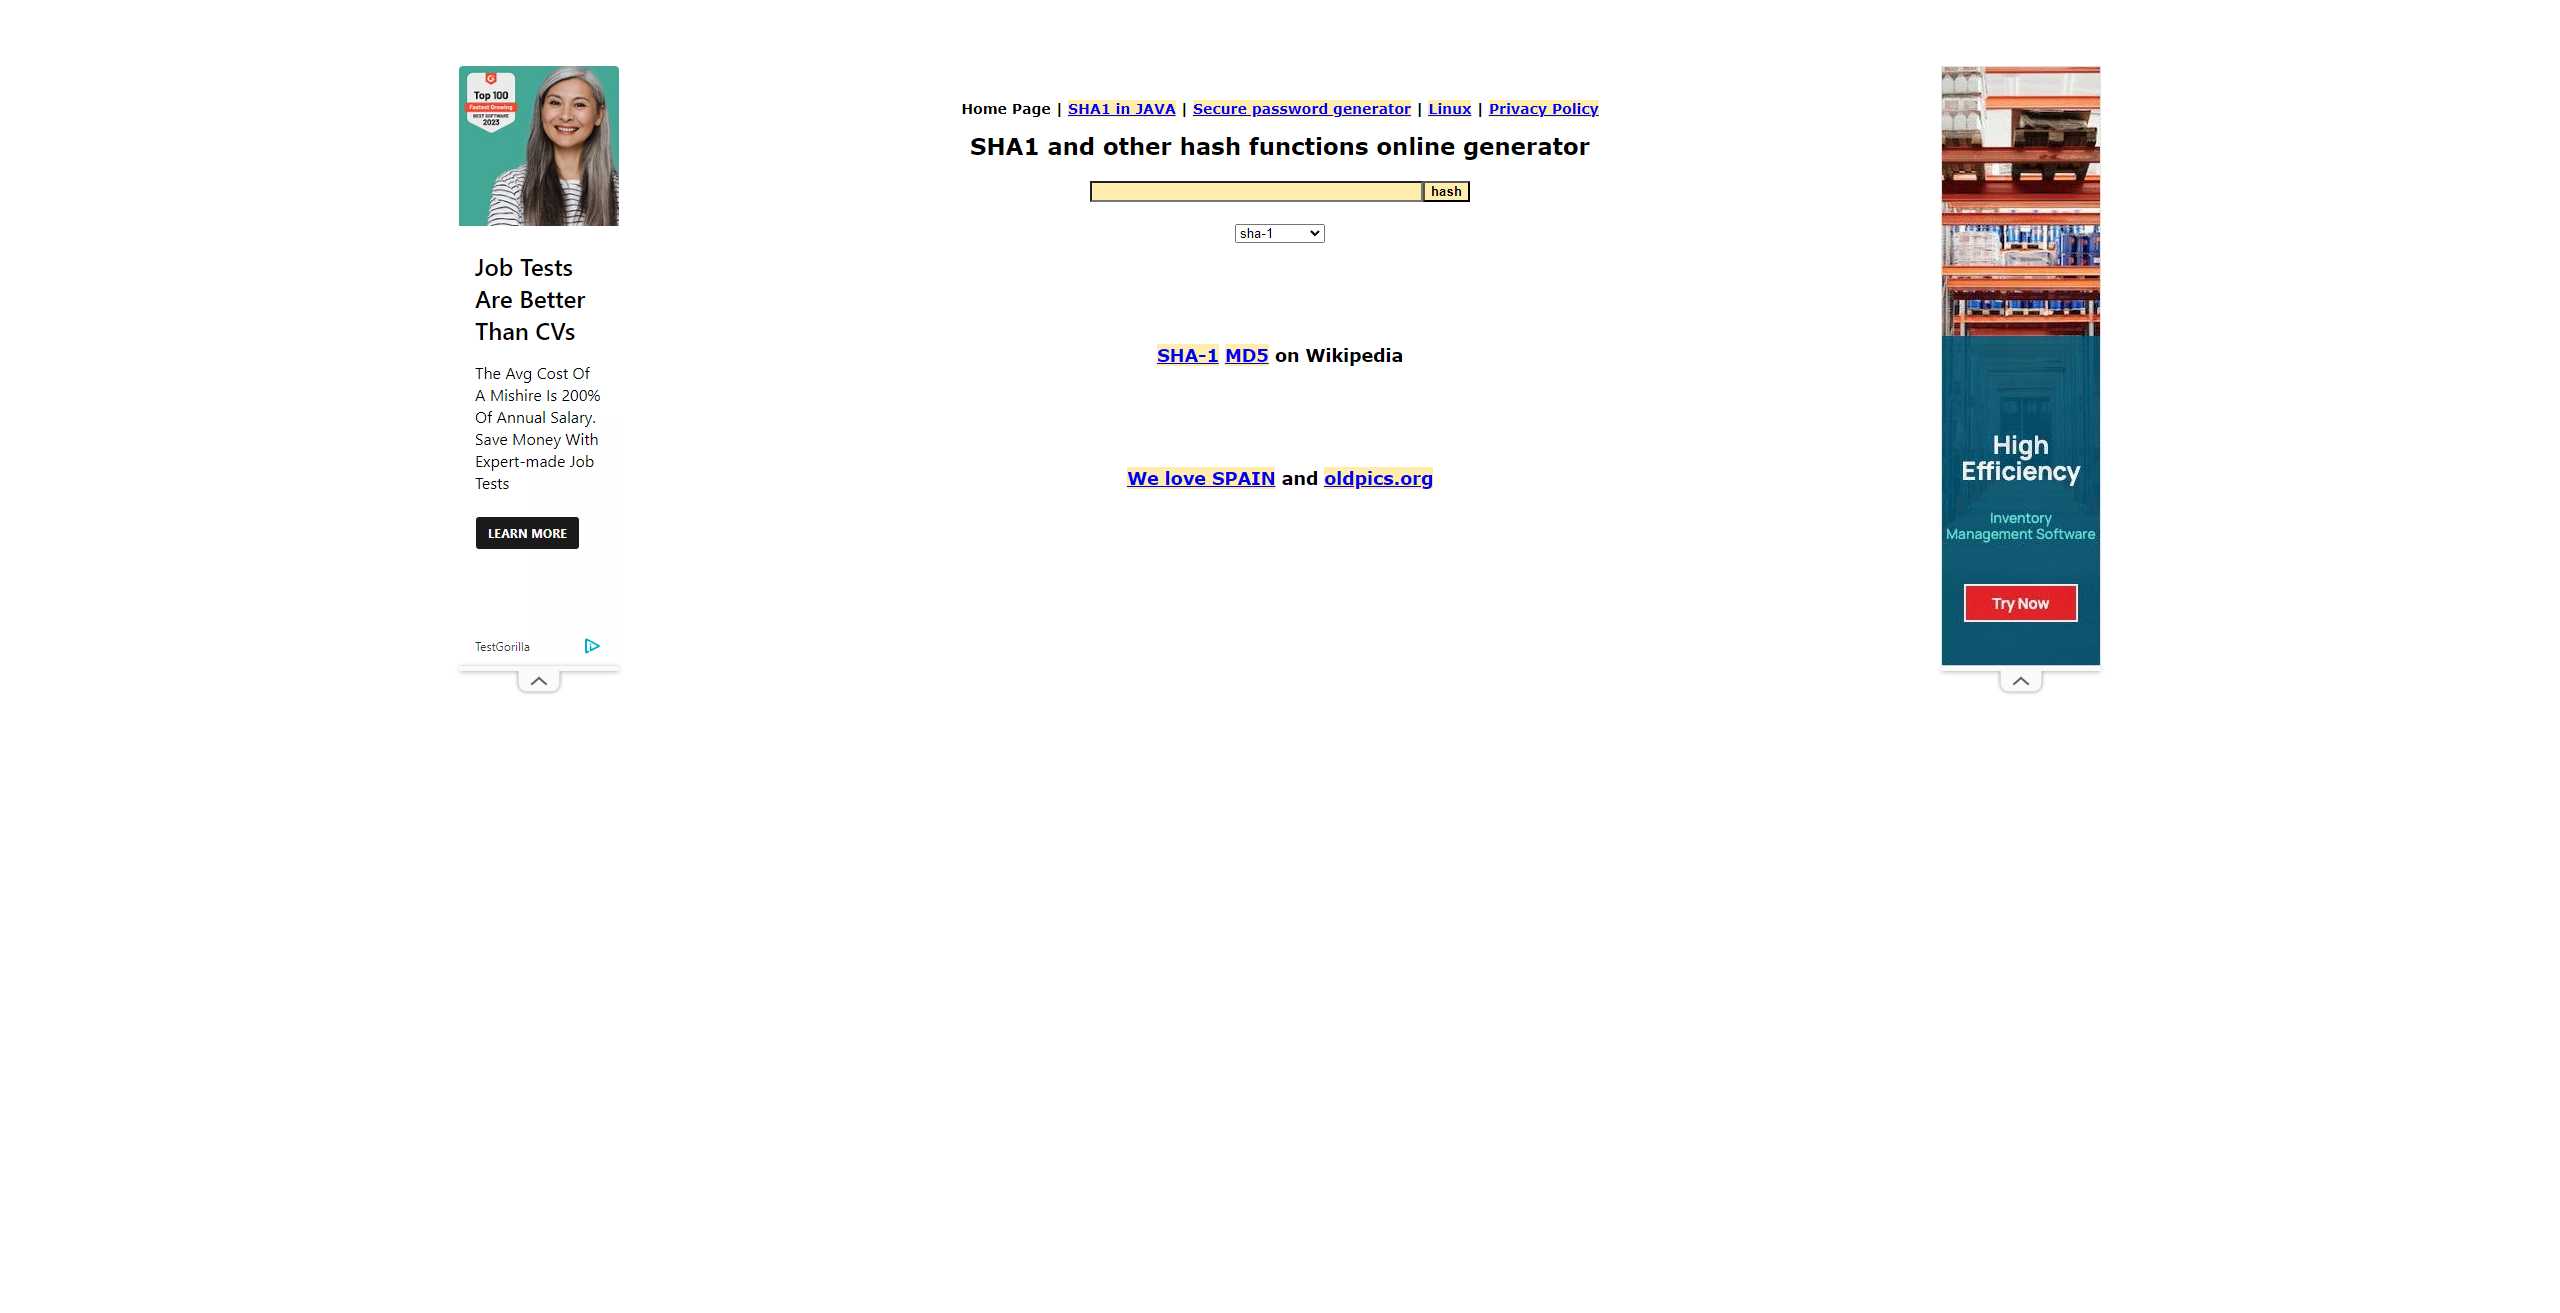 Top 100
Fastest Growing
BEST SOFTWARE
2023
Job Tests
Are Better
Than CVs
The Avg Cost Of
A Mishire Is 200%
Of Annual Salary.
Save Money With
Expert-made Job
Tests
LEARN MORE
TestGorilla
Home Page | SHA1 in JAVA | Secure password generator | Linux | Privacy Policy
SHA1 and other hash functions online generator
hash
sha-1
SHA-1 MD5 on Wikipedia
We love SPAIN and oldpics.org
High
Efficiency
Inventory
Management Software
Try Now